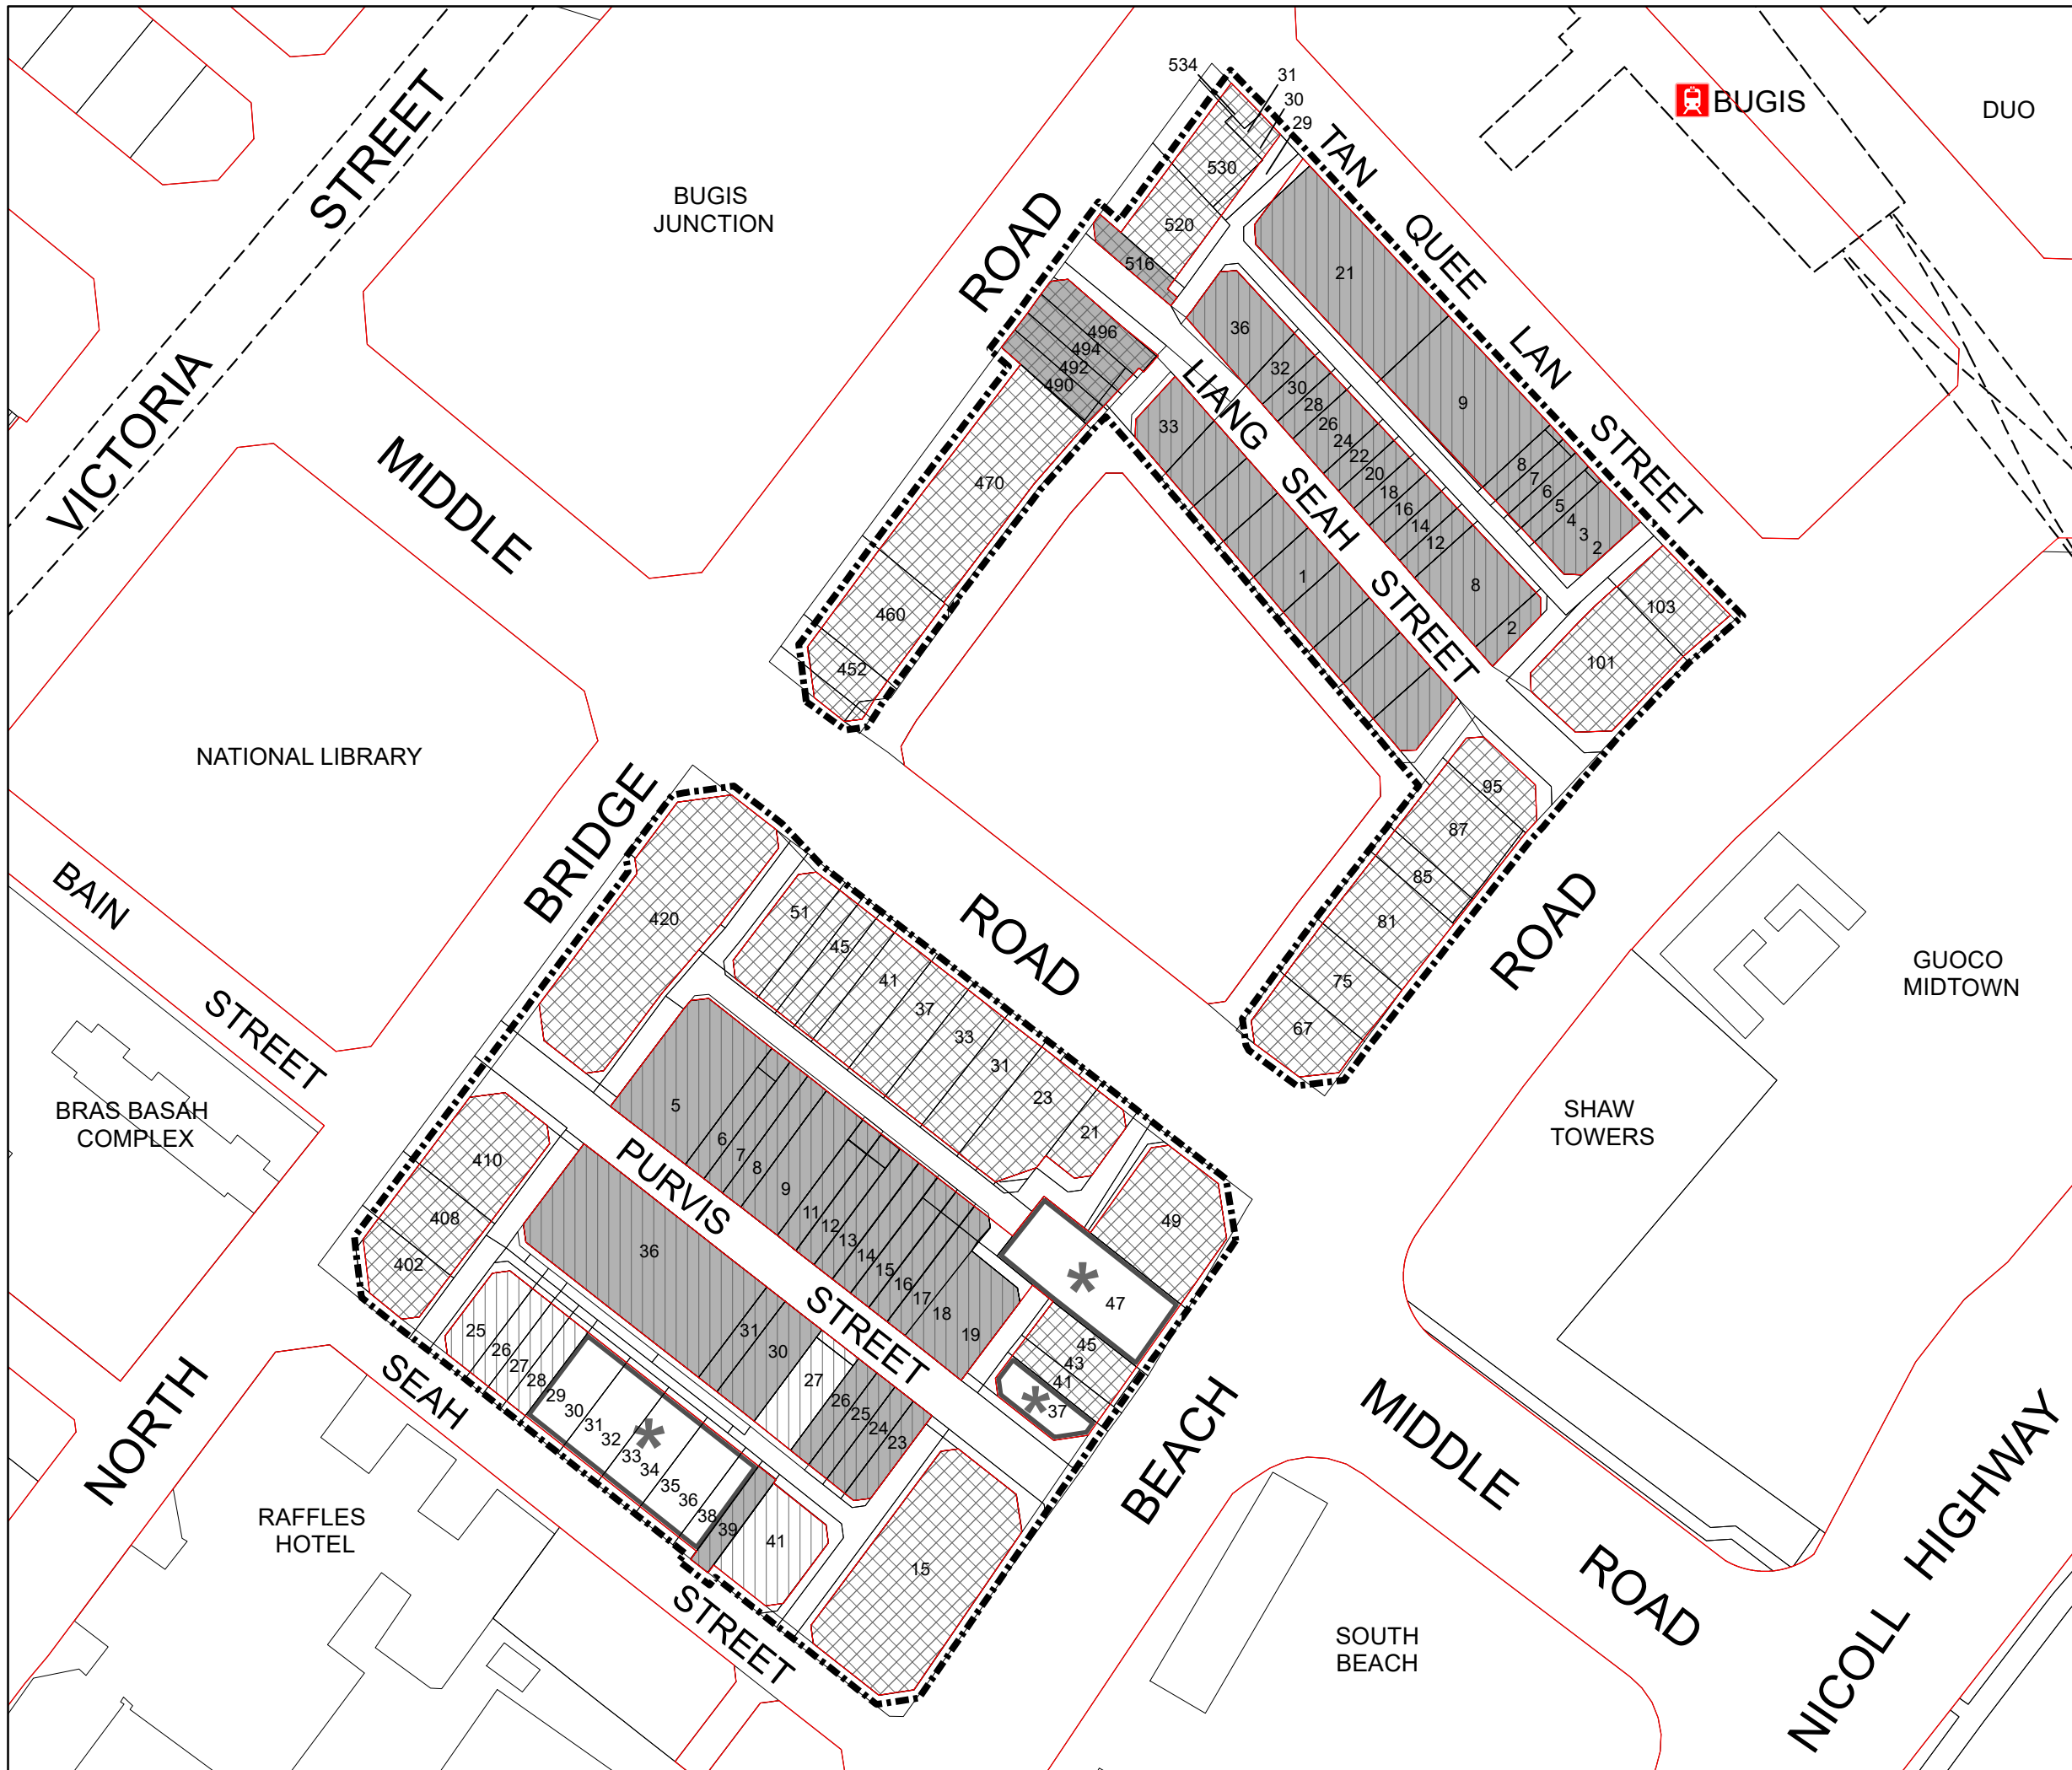 534
31
30
29
BUGIS
DUO
TAN
QUEE
LAN
STREET
VICTORIA
STREET
BUGIS
JUNCTION
ROAD
530
520
516
21
9
8
7
6
5
4
3
2
496
494
492
490
36
32
30
28
26
24
22
20
18
16
14
12
8
2
33
1
LIANG
SEAH
STREET
470
460
452
103
101
95
87
85
81
75
67
MIDDLE
ROAD
NATIONAL LIBRARY
BRIDGE
ROAD
BAIN
STREET
BRAS BASAH
COMPLEX
GUOCO
MIDTOWN
SHAW
TOWERS
420
51
45
41
37
33
31
23
21
5
6
7
8
9
11
12
13
14
15
16
17
18
19
PURVIS
STREET
410
408
402
36
31
30
27
26
25
24
23
49
*
47
45
43
41
*
37
25
26
27
28
29
30
31
32
33
34
35
36
38
39
41
*
15
SEAH
STREET
NORTH
RAFFLES
HOTEL
BEACH
MIDDLE
ROAD
SOUTH
BEACH
NICOLL
HIGHWAY